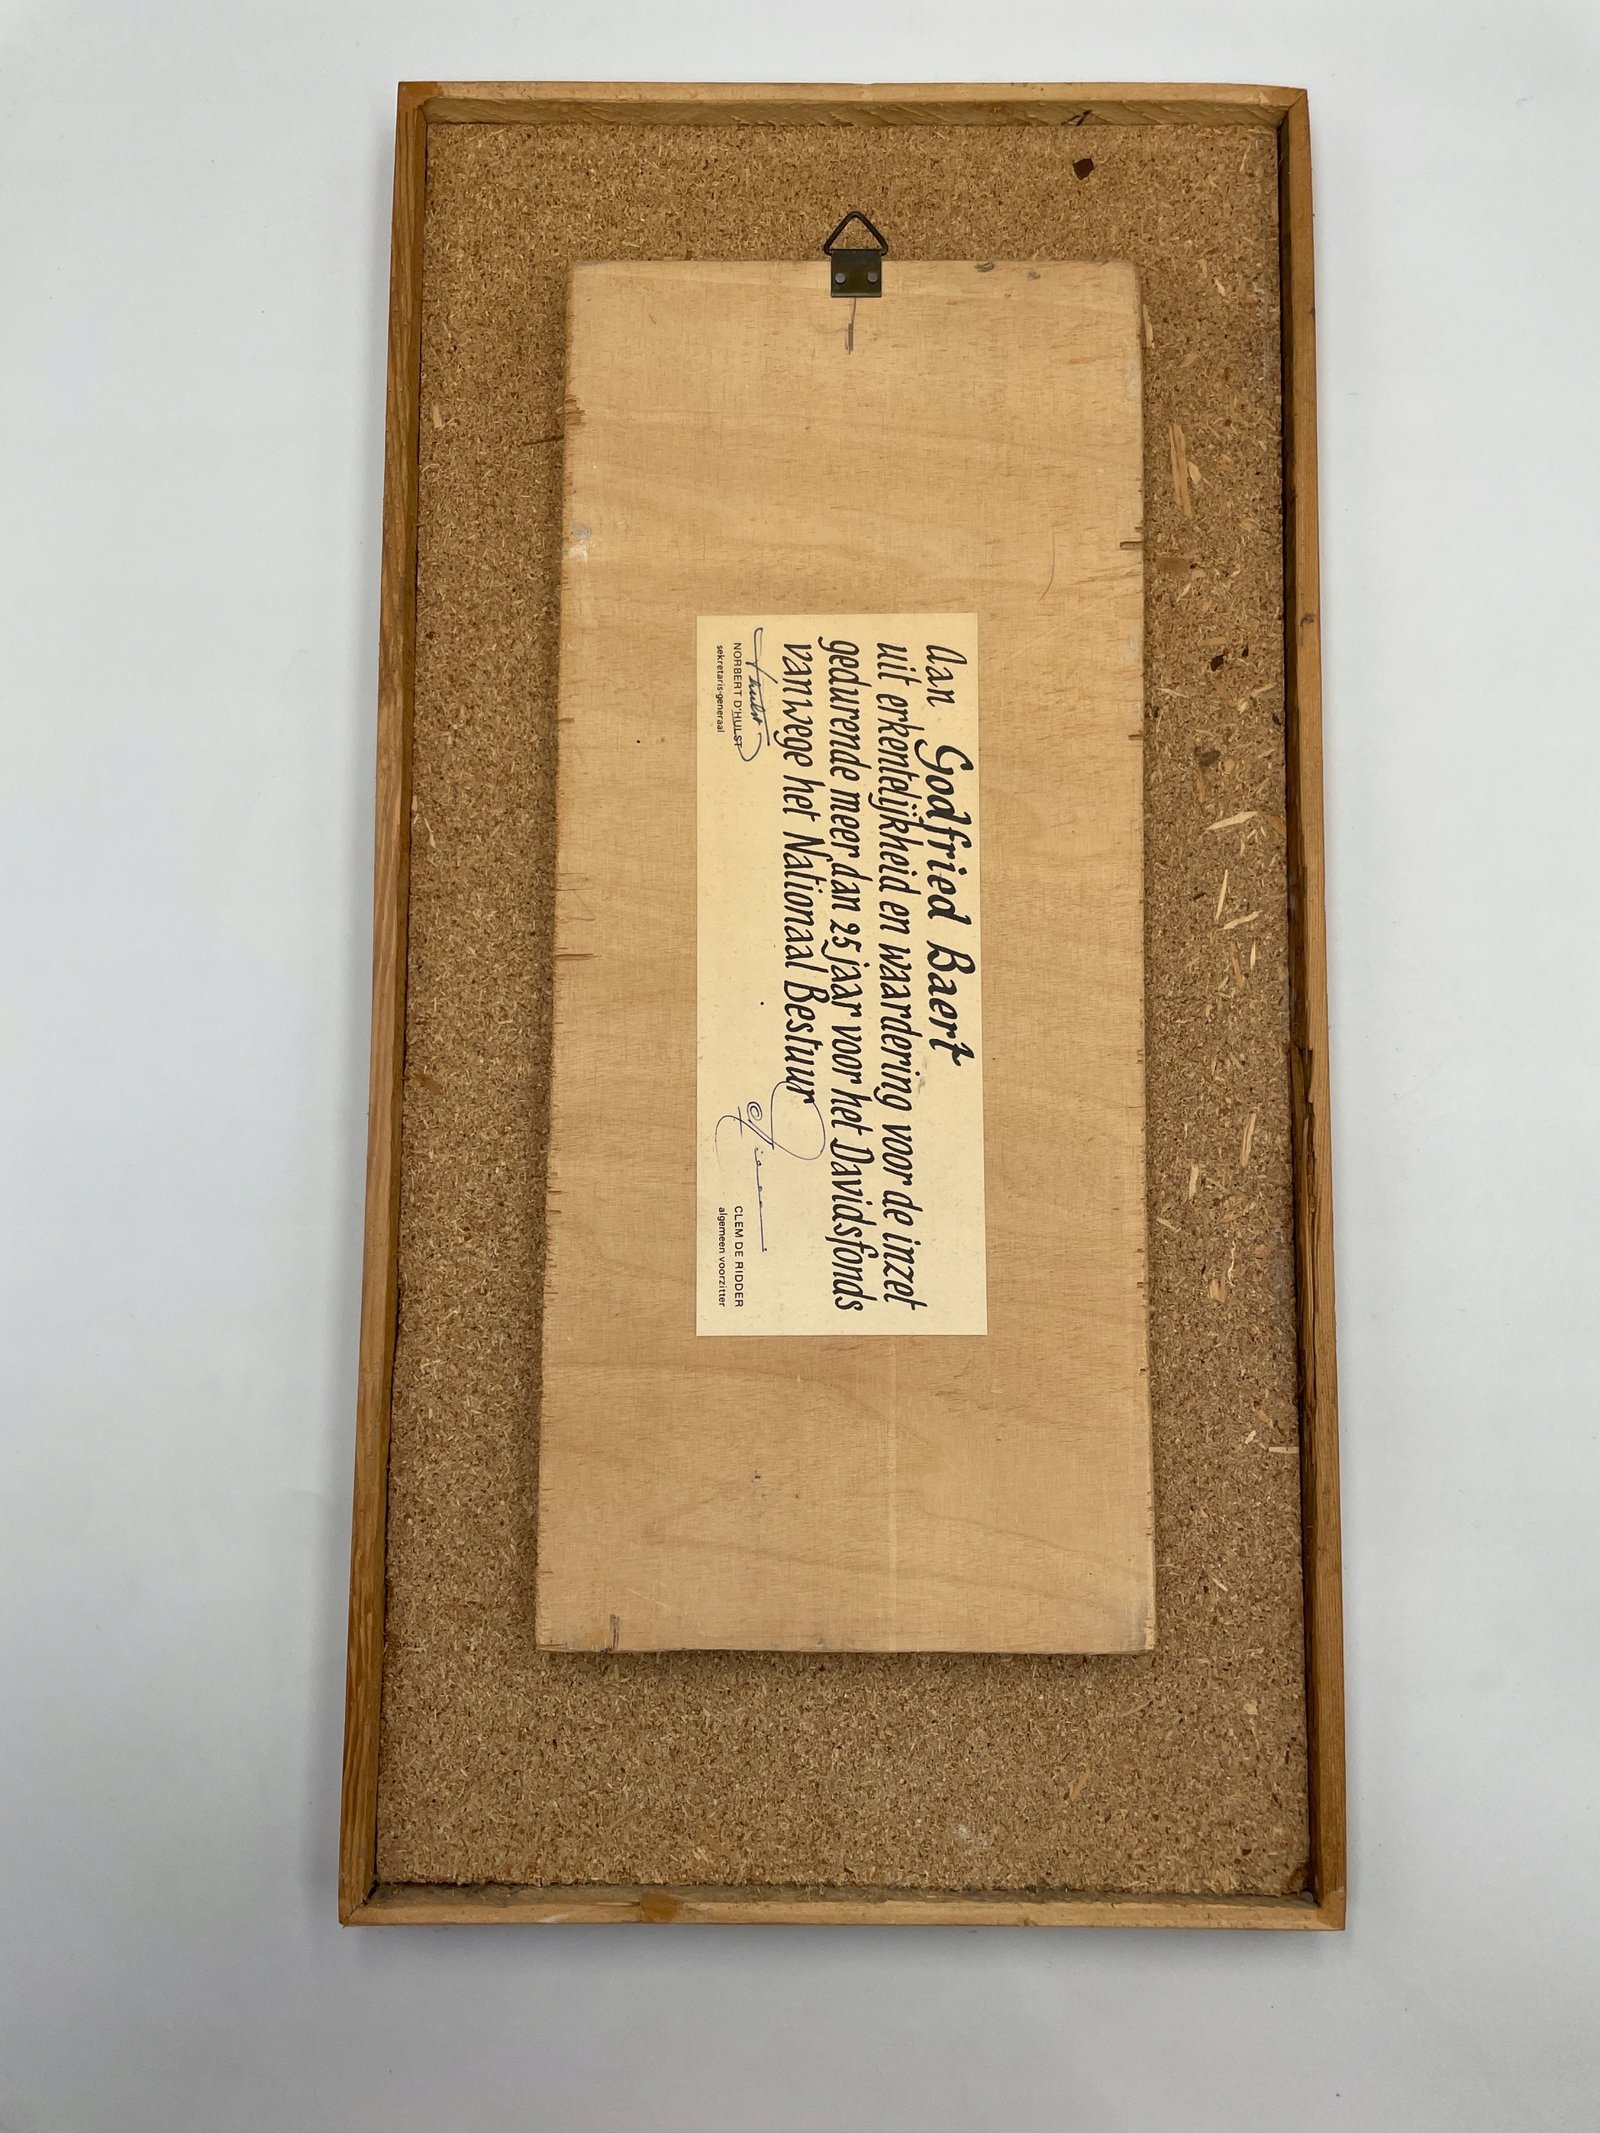 Aan Godfried Baert
uit erkentelijkheid en waardering voor de inzet
gedurende meer dan 25 jaar voor het Davidsfonds
vanwege het Nationaal Bestuur
NORBERT D'HULST
sekretaris-generaal
CLEM DE RIDDER
algemeen voorzitter